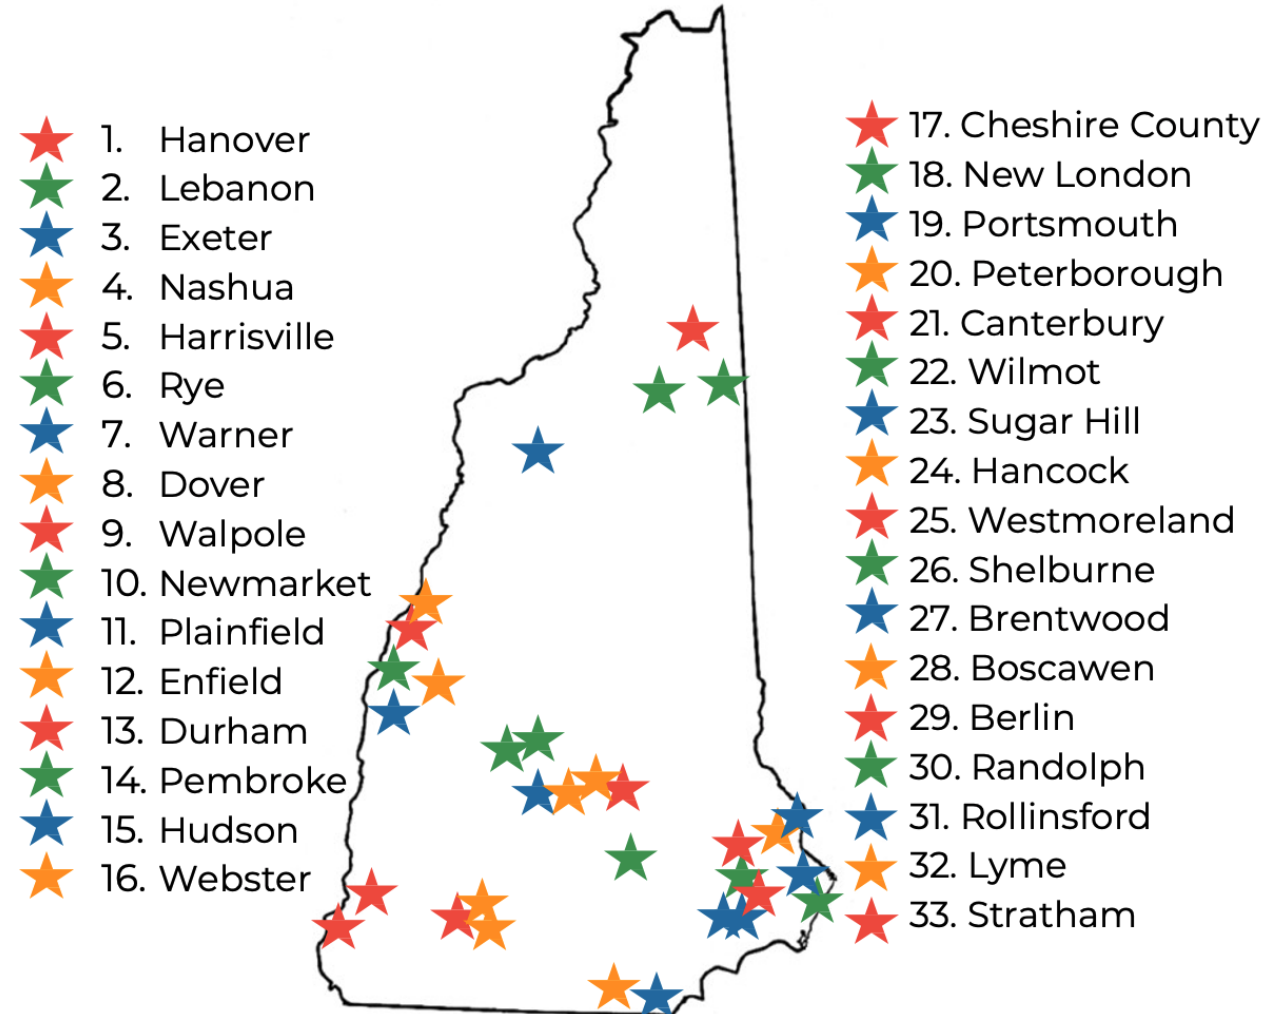 1. Hanover
2. Lebanon
3. Exeter
4. Nashua
5. Harrisville
6. Rye
7. Warner
8. Dover
9. Walpole
10. Newmarket
11. Plainfield
12. Enfield
13. Durham
14. Pembroke
15. Hudson
16. Webster
17. Cheshire County
18. New London
19. Portsmouth
20. Peterborough
21. Canterbury
22. Wilmot
23. Sugar Hill
24. Hancock
25. Westmoreland
26. Shelburne
27. Brentwood
28. Boscawen
29. Berlin
30. Randolph
31. Rollinsford
32. Lyme
33. Stratham